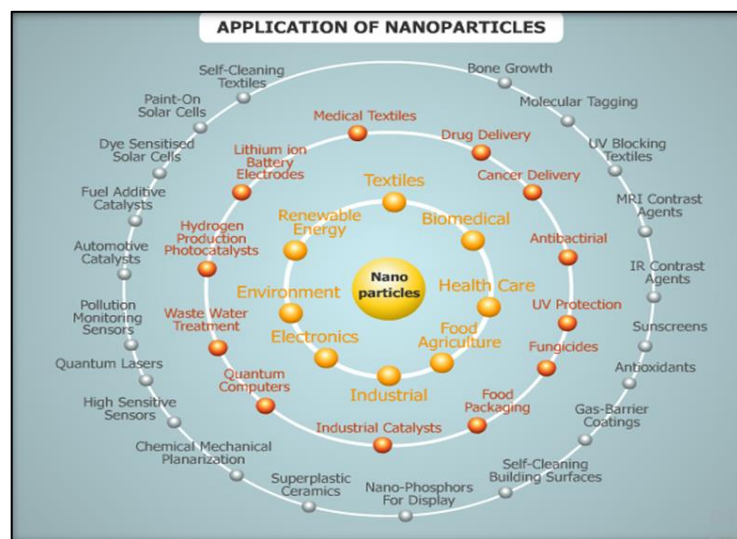 APPLICATION OF NANOPARTICLES
Self-Cleaning
Textiles
Bone Growth
Paint-On
Solar Cells
Medical Textiles
Molecular Tagging
Dye Sensitised
Solar Cells
Lithium ion
Battery
Electrodes
Drug Delivery
UV Blocking
Textiles
Fuel Additive
Catalysts
Textiles
Cancer Delivery
MRI Contrast
Agents
Hydrogen
Production
Photocatalysts
Renewable
Energy
Biomedical
Antibactirial
Automotive
Catalysts
Nano
particles
IR Contrast
Agents
Pollution
Monitoring
Sensors
Waste Water
Treatment
Environment
Health Care
UV Protection
Sunscreens
Electronics
Food
Agriculture
Fungicides
Quantum Lasers
Quantum
Computers
Industrial
Food
Packaging
Antioxidants
High Sensitive
Sensors
Industrial Catalysts
Gas-Barrier
Coatings
Chemical Mechanical
Planarization
Superplastic
Ceramics
Nano-Phosphors
For Display
Self-Cleaning
Building Surfaces